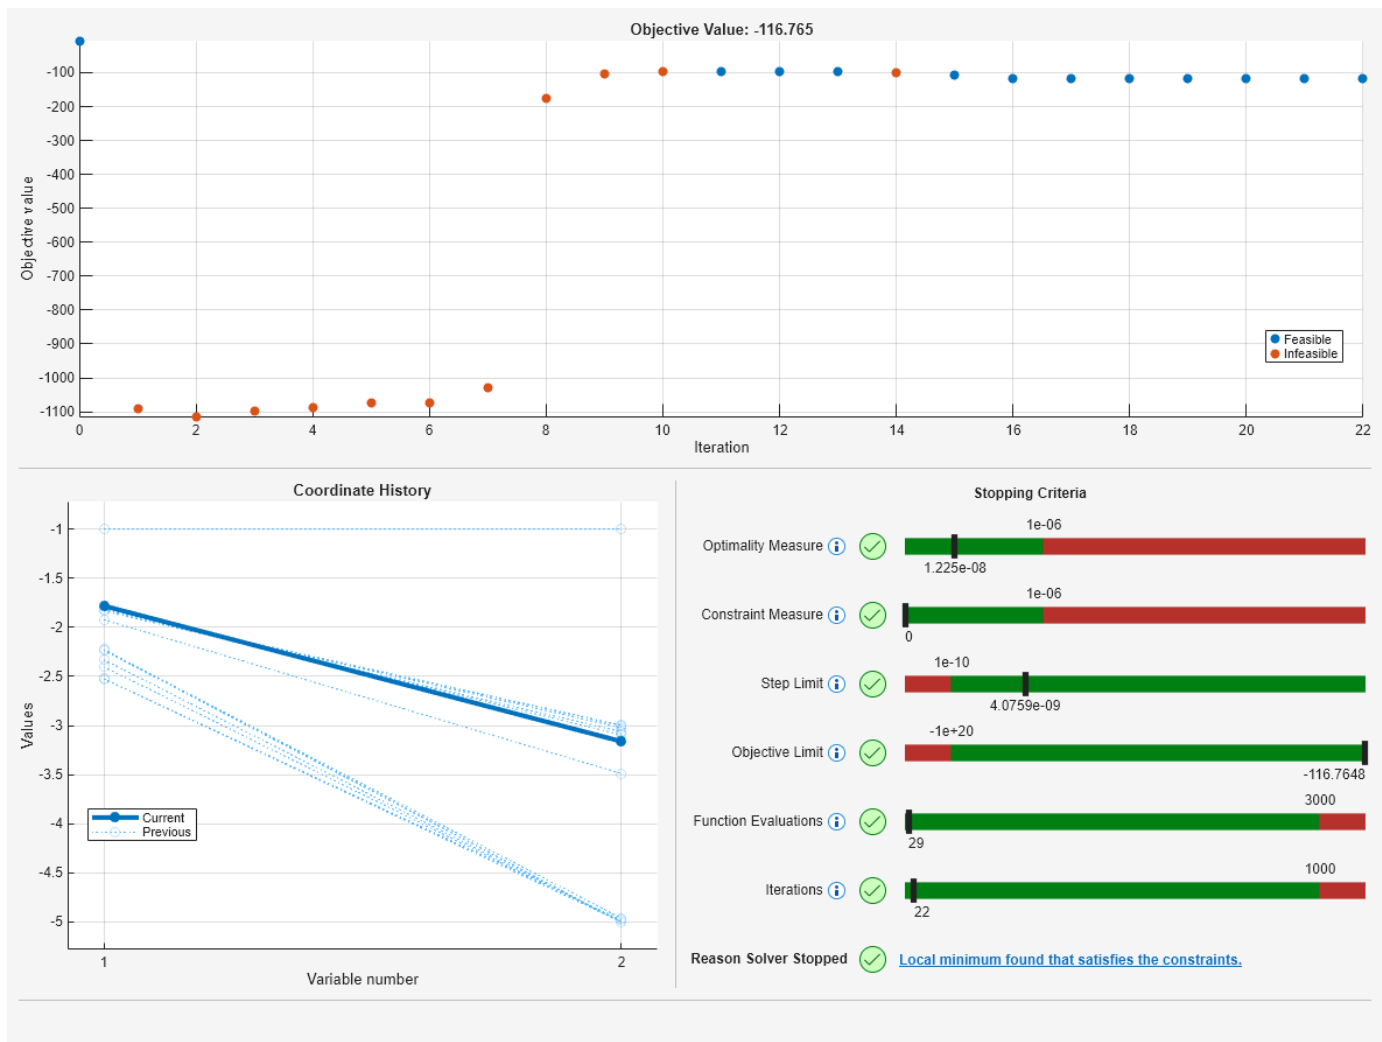 Objective Value: -116.765
Objective value
-100
-200
-300
-400
-500
-600
-700
-800
-900
-1000
-1100
Feasible
Infeasible
0 2 4 6 8 10 12 14 16 18 20 22
Iteration
Coordinate History
Values
-1
-1.5
-2
-2.5
-3
-3.5
-4
-4.5
-5
Current
Previous
1 2
Variable number
Stopping Criteria
1e-06
Optimality Measure
1.225e-08
1e-06
Constraint Measure
0
1e-10
Step Limit
4.0759e-09
-1e+20
Objective Limit
-116.7648
3000
Function Evaluations
29
1000
Iterations
22
Reason Solver Stopped Local minimum found that satisfies the constraints.